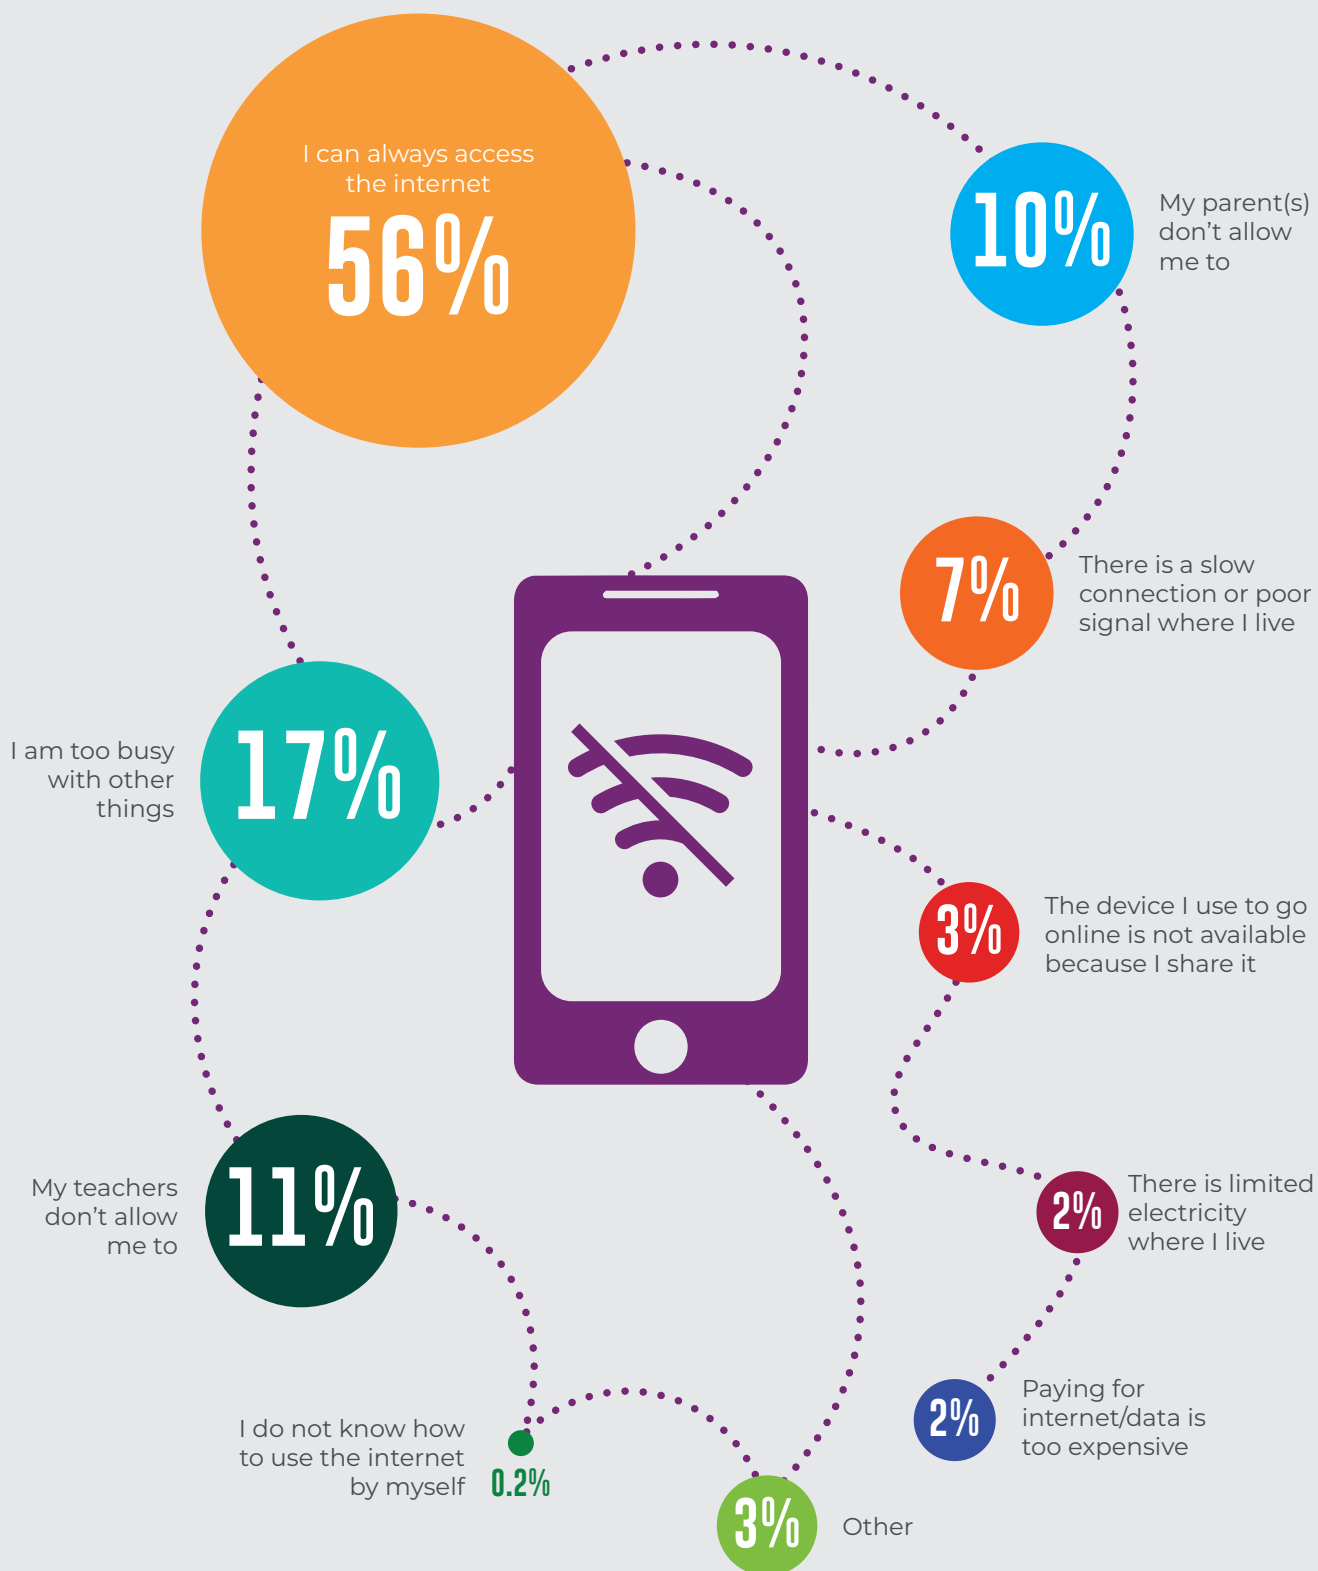 I can always access
the internet
56%
10%
My parent(s)
don’t allow
me to
7%
There is a slow
connection or poor
signal where I live
I am too busy
with other
things
17%
3%
The device I use to go
online is not available
because I share it
My teachers
don’t allow
me to
11%
2%
There is limited
electricity
where I live
2%
Paying for
internet/data is
too expensive
I do not know how
to use the internet
by myself
0.2%
3%
Other